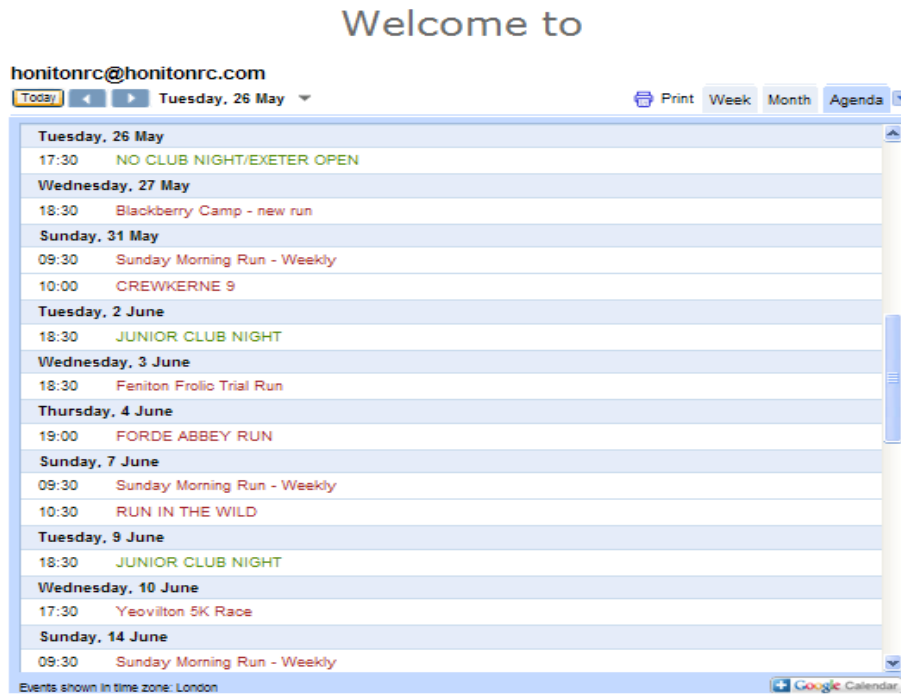 Welcome to
honitonrc@honitonrc.com
Today Tuesday, 26 May Print Week Month Agenda
Tuesday, 26 May
17:30 NO CLUB NIGHT/EXETER OPEN
Wednesday, 27 May
18:30 Blackberry Camp - new run
Sunday, 31 May
09:30 Sunday Morning Run - Weekly
10:00 CREWKERNE 9
Tuesday, 2 June
18:30 JUNIOR CLUB NIGHT
Wednesday, 3 June
18:30 Feniton Frolic Trial Run
Thursday, 4 June
19:00 FORDE ABBEY RUN
Sunday, 7 June
09:30 Sunday Morning Run - Weekly
10:30 RUN IN THE WILD
Tuesday, 9 June
18:30 JUNIOR CLUB NIGHT
Wednesday, 10 June
17:30 Yeovilton 5K Race
Sunday, 14 June
09:30 Sunday Morning Run - Weekly
Events shown in time zone: London Google Calendar